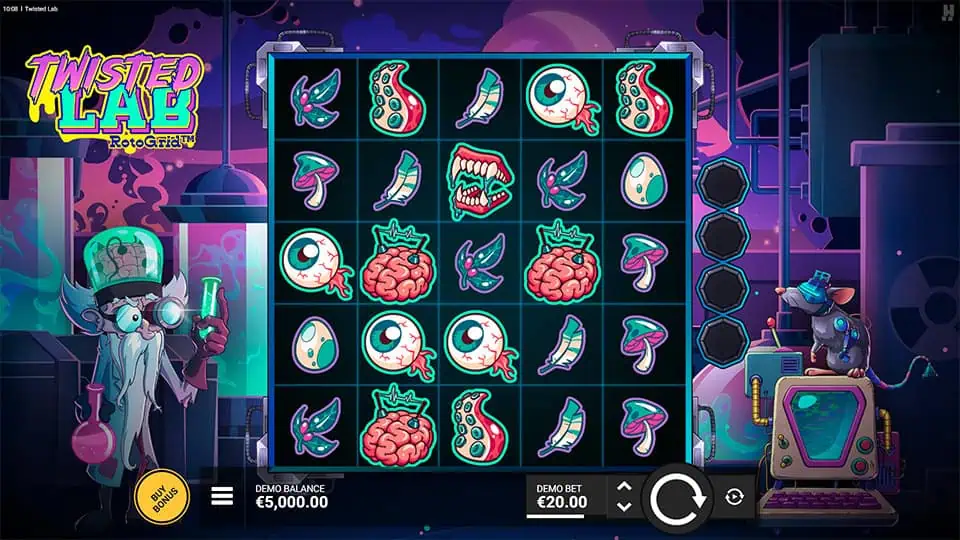 10:08 | Twisted Lab
TWISTED
LAB
RotoGrid™
BUY
BONUS
DEMO BALANCE
€5,000.00
DEMO BET
€20.00